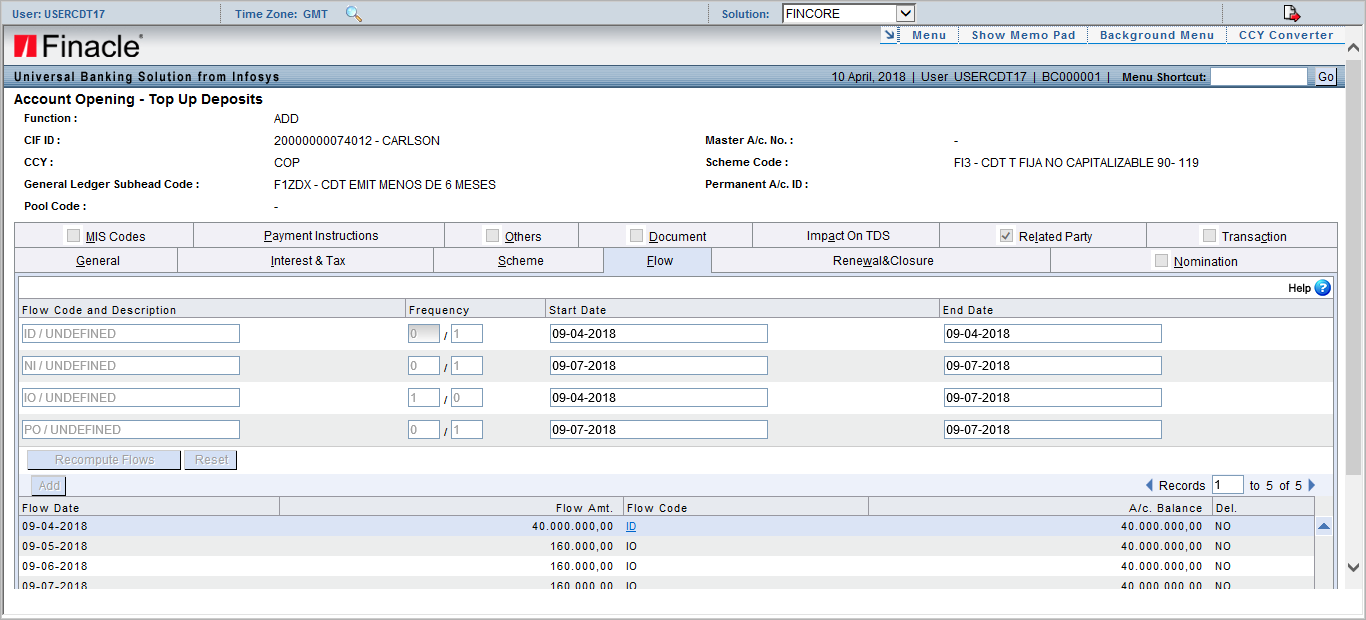 User: USERCDT17 Time Zone: GMT Solution: FINCORE
Finacle Menu Show Memo Pad Background Menu CCY Converter
Universal Banking Solution from Infosys 10 April, 2018 | User USERCDT17 | BC000001 | Menu Shortcut: Go
Account Opening - Top Up Deposits
Function : ADD
CIF ID : 20000000074012 - CARLSON Master A/c. No. : -
CCY : COP Scheme Code : FI3 - CDT T FIJA NO CAPITALIZABLE 90- 119
General Ledger Subhead Code : F1ZDX - CDT EMIT MENOS DE 6 MESES Permanent A/c. ID :
Pool Code : -
MIS Codes Payment Instructions Others Document Impact On TDS Related Party Transaction
General Interest & Tax Scheme Flow Renewal&Closure Nomination
Help ?
Flow Code and Description Frequency Start Date End Date
ID / UNDEFINED 0 / 1 09-04-2018 09-04-2018
NI / UNDEFINED 0 / 1 09-07-2018 09-07-2018
IO / UNDEFINED 1 / 0 09-04-2018 09-07-2018
PO / UNDEFINED 0 / 1 09-07-2018 09-07-2018
Recompute Flows Reset
Add Records 1 to 5 of 5
Flow Date Flow Amt. Flow Code A/c. Balance Del.
09-04-2018 40.000.000,00 ID 40.000.000,00 NO
09-05-2018 160.000,00 IO 40.000.000,00 NO
09-06-2018 160.000,00 IO 40.000.000,00 NO
09-07-2018 160.000,00 IO 40.000.000,00 NO